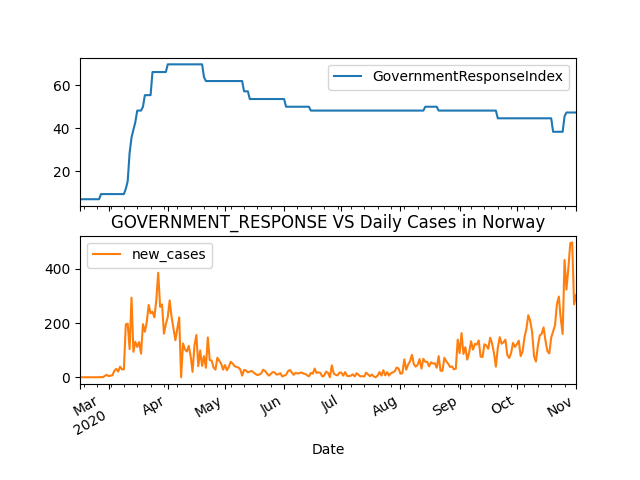 60
40
20
GovernmentResponseIndex
GOVERNMENT_RESPONSE VS Daily Cases in Norway
400
200
0
new_cases
Mar
2020
Apr
May
Jun
Jul
Aug
Sep
Oct
Nov
Date